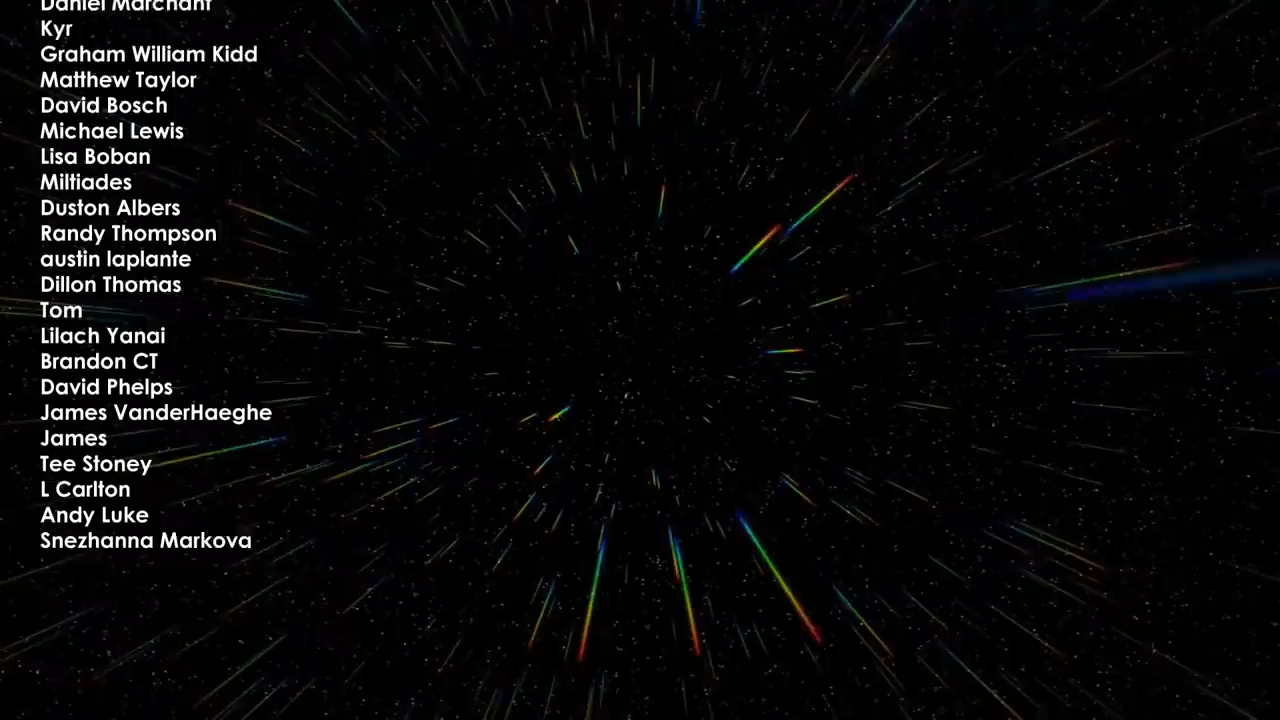 Daniel Marchant
Kyr
Graham William Kidd
Matthew Taylor
David Bosch
Michael Lewis
Lisa Boban
Miltiades
Duston Albers
Randy Thompson
austin laplante
Dillon Thomas
Tom
Lilach Yanai
Brandon CT
David Phelps
James VanderHaeghe
James
Tee Stoney
L Carlton
Andy Luke
Snezhanna Markova